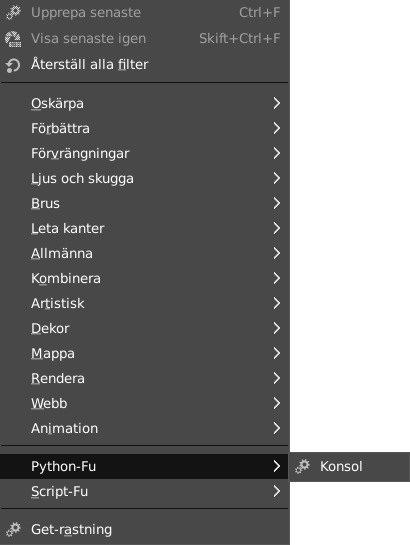 Upprepa senaste Ctrl+F
Visa senaste igen Skift+Ctrl+F
Återställ alla filter
Oskärpa
Förbättra
Förvrängningar
Ljus och skugga
Brus
Leta kanter
Allmänna
Kombinera
Artistisk
Dekor
Mappa
Rendera
Webb
Animation
Python-Fu
Konsol
Script-Fu
Get-rastning